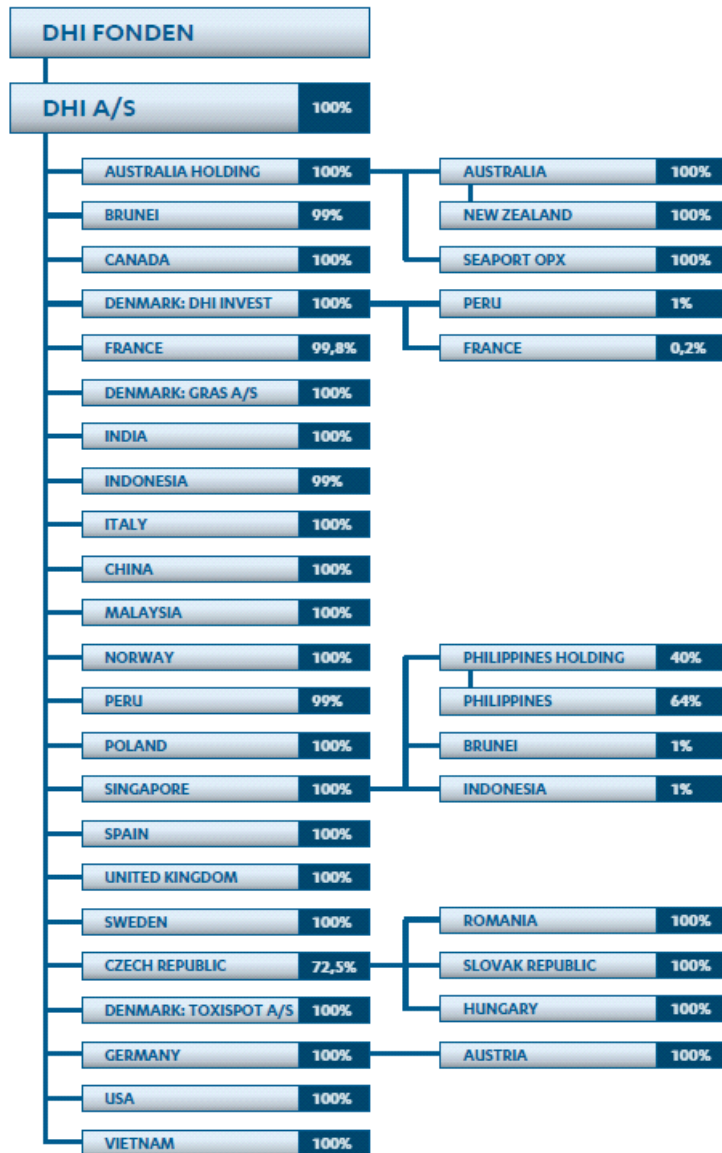 DHI FONDEN
DHI A/S 100%
AUSTRALIA HOLDING 100% AUSTRALIA 100%
BRUNEI 99% NEW ZEALAND 100%
CANADA 100% SEAPORT OPX 100%
DENMARK: DHI INVEST 100% PERU 1%
FRANCE 99,8% FRANCE 0,2%
DENMARK: GRAS A/S 100%
INDIA 100%
INDONESIA 99%
ITALY 100%
CHINA 100%
MALAYSIA 100%
NORWAY 100% PHILIPPINES HOLDING 40%
PERU 99% PHILIPPINES 64%
POLAND 100% BRUNEI 1%
SINGAPORE 100% INDONESIA 1%
SPAIN 100%
UNITED KINGDOM 100%
SWEDEN 100% ROMANIA 100%
CZECH REPUBLIC 72,5% SLOVAK REPUBLIC 100%
DENMARK: TOXISPOT A/S 100% HUNGARY 100%
GERMANY 100% AUSTRIA 100%
USA 100%
VIETNAM 100%